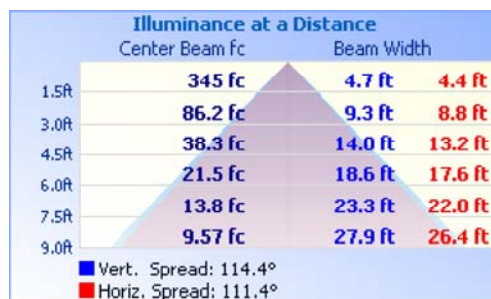 Illuminance at a Distance
Center Beam fc Beam Width
1.5ft 345 fc 4.7 ft 4.4 ft
3.0ft 86.2 fc 9.3 ft 8.8 ft
4.5ft 38.3 fc 14.0 ft 13.2 ft
6.0ft 21.5 fc 18.6 ft 17.6 ft
7.5ft 13.8 fc 23.3 ft 22.0 ft
9.0ft 9.57 fc 27.9 ft 26.4 ft
Vert. Spread: 114.4°
Horiz. Spread: 111.4°